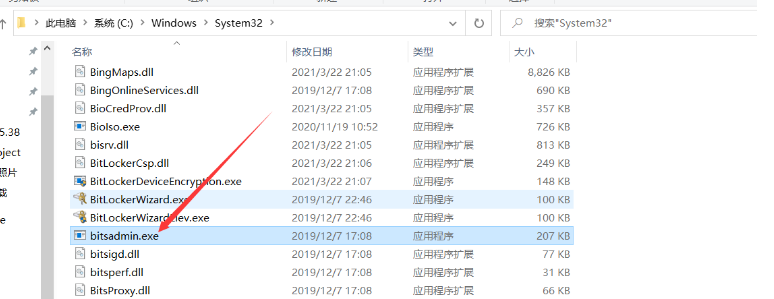 此电脑 > 系统 (C:) > Windows > System32
搜索"System32"
名称 修改日期 类型 大小
BingMaps.dll 2021/3/22 21:05 应用程序扩展 8,826 KB
BingOnlineServices.dll 2019/12/7 17:08 应用程序扩展 690 KB
BioCredProv.dll 2021/3/22 21:05 应用程序扩展 357 KB
BioIso.exe 2020/11/19 10:52 应用程序 726 KB
bisrv.dll 2021/3/22 21:05 应用程序扩展 813 KB
BitLockerCsp.dll 2021/3/22 21:06 应用程序扩展 249 KB
BitLockerDeviceEncryption.exe 2021/3/22 21:07 应用程序 148 KB
BitLockerWizard.exe 2019/12/7 22:46 应用程序 100 KB
BitLockerWizardElev.exe 2019/12/7 22:46 应用程序 100 KB
bitsadmin.exe 2019/12/7 17:08 应用程序 207 KB
bitsigd.dll 2019/12/7 17:08 应用程序扩展 77 KB
bitsperf.dll 2019/12/7 17:08 应用程序扩展 31 KB
BitsProxy.dll 2019/12/7 17:08 应用程序扩展 66 KB
5.38
oject
照片
载
e